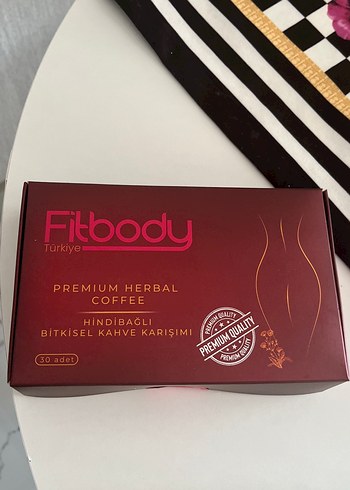 Fitbody
Türkiye
PREMIUM HERBAL
COFFEE
HİNDİBAĞLI
BİTKİSEL KAHVE KARIŞIMI
30 adet
PREMIUM QUALITY
PREMIUM QUALITY
PREMIUM QUALITY